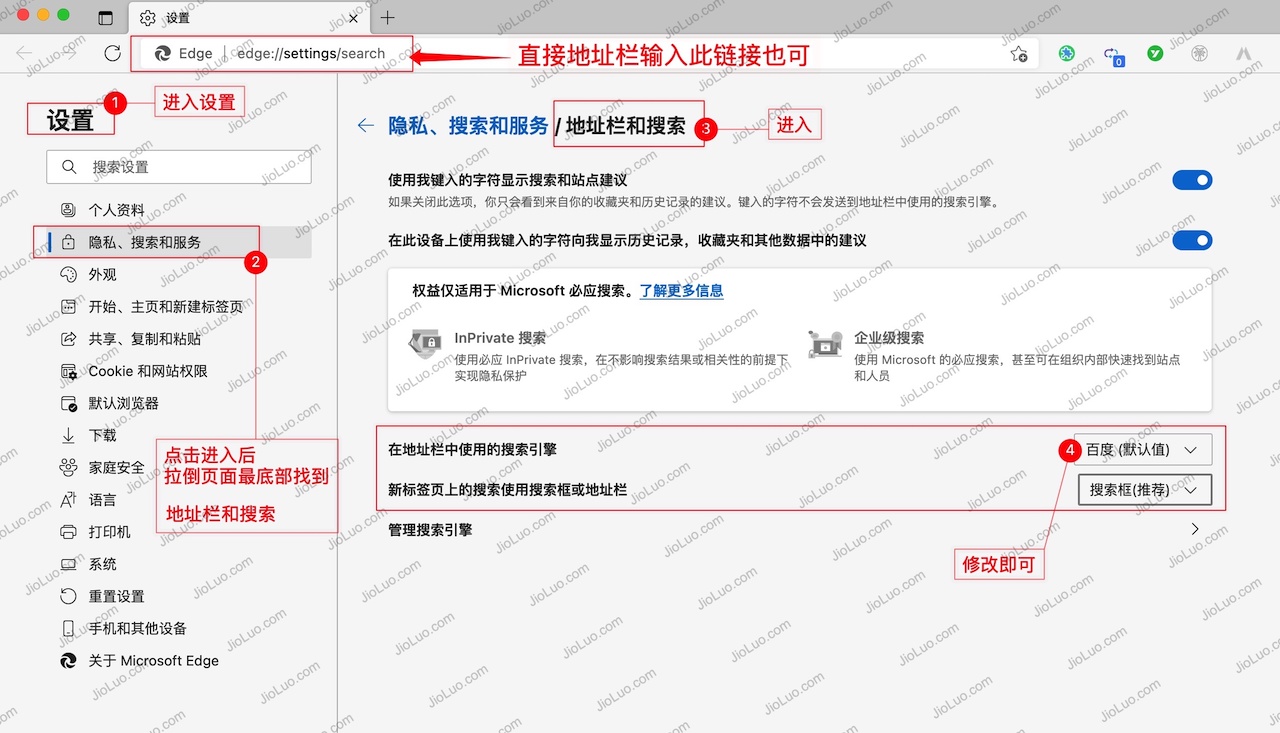 设置
Edge | edge://settings/search
直接地址栏输入此链接也可
0
设置
1
进入设置
搜索设置
个人资料
隐私、搜索和服务
2
外观
开始、主页和新建标签页
共享、复制和粘贴
Cookie 和网站权限
默认浏览器
下载
家庭安全
语言
打印机
系统
重置设置
手机和其他设备
关于 Microsoft Edge
点击进入后
拉倒页面最底部找到
地址栏和搜索
隐私、搜索和服务 / 地址栏和搜索
3
进入
使用我键入的字符显示搜索和站点建议
如果关闭此选项，你只会看到来自你的收藏夹和历史记录的建议。键入的字符不会发送到地址栏中使用的搜索引擎。
在此设备上使用我键入的字符向我显示历史记录，收藏夹和其他数据中的建议
权益仅适用于 Microsoft 必应搜索。了解更多信息
InPrivate 搜索
使用必应 InPrivate 搜索，在不影响搜索结果或相关性的前提下
实现隐私保护
企业级搜索
使用 Microsoft 的必应搜索，甚至可在组织内部快速找到站点
和人员
在地址栏中使用的搜索引擎
4
百度 (默认值)
新标签页上的搜索使用搜索框或地址栏
搜索框(推荐)
管理搜索引擎
修改即可
JioLuo.com